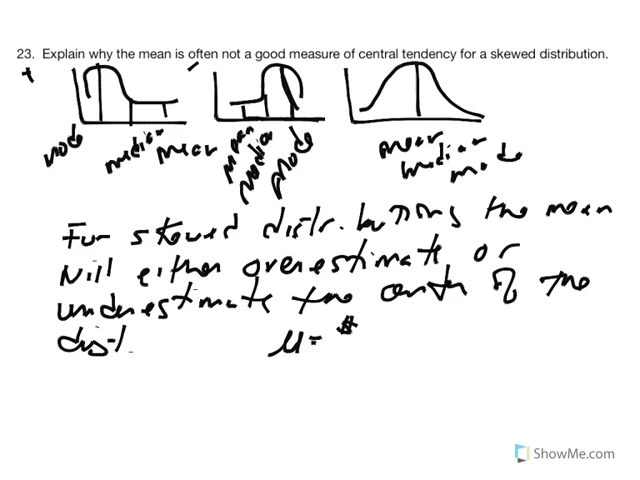 23. Explain why the mean is often not a good measure of central tendency for a skewed distribution.
+ -
mode median mean mean median mode mean
median
mode
For skewed distributions the mean
will either overestimate or
underestimate the center of the
dist.
μ =
ShowMe.com